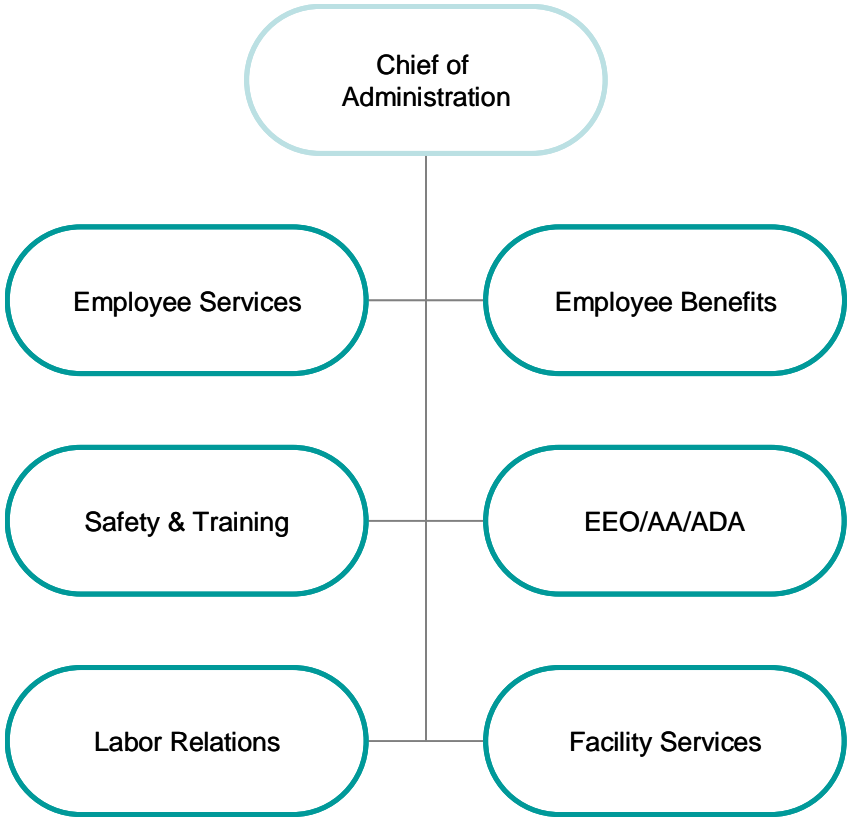 Chief of
Administration
Employee Services
Employee Benefits
Safety & Training
EEO/AA/ADA
Labor Relations
Facility Services